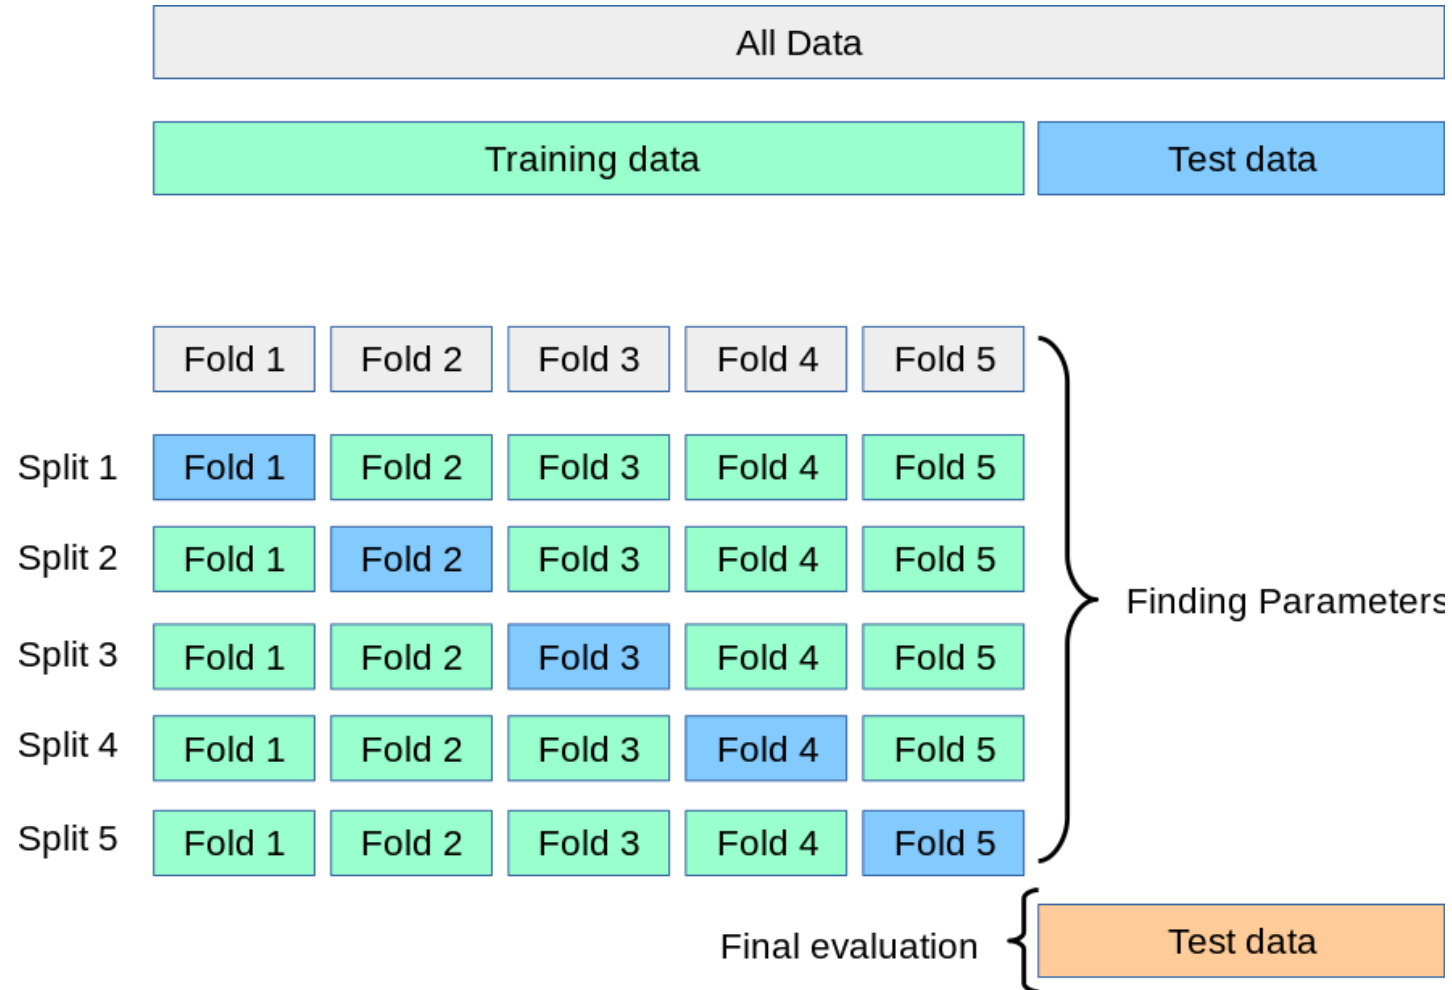 All Data
Training data Test data
Fold 1 Fold 2 Fold 3 Fold 4 Fold 5
Split 1 Fold 1 Fold 2 Fold 3 Fold 4 Fold 5
Split 2 Fold 1 Fold 2 Fold 3 Fold 4 Fold 5
Finding Parameters
Split 3 Fold 1 Fold 2 Fold 3 Fold 4 Fold 5
Split 4 Fold 1 Fold 2 Fold 3 Fold 4 Fold 5
Split 5 Fold 1 Fold 2 Fold 3 Fold 4 Fold 5
Final evaluation Test data